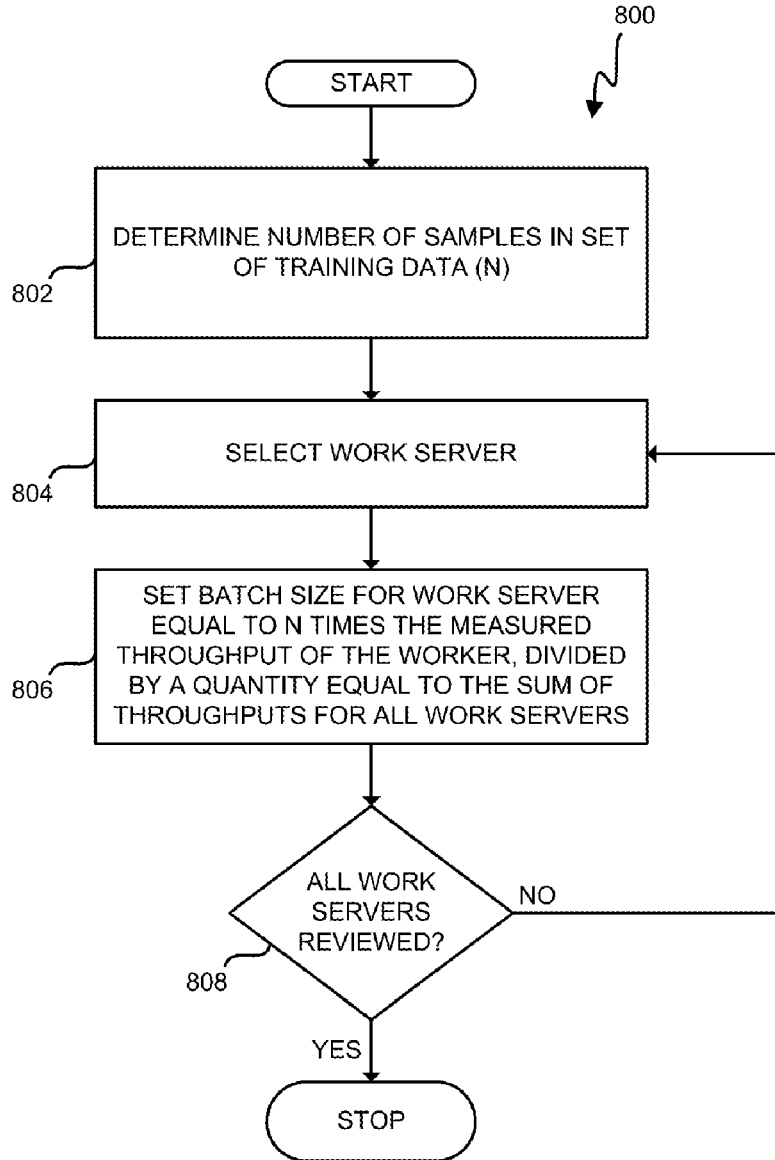 800
START
DETERMINE NUMBER OF SAMPLES IN SET
OF TRAINING DATA (N)
802
SELECT WORK SERVER
804
SET BATCH SIZE FOR WORK SERVER
EQUAL TO N TIMES THE MEASURED
THROUGHPUT OF THE WORKER, DIVIDED
BY A QUANTITY EQUAL TO THE SUM OF
THROUGHPUTS FOR ALL WORK SERVERS
806
ALL WORK
SERVERS
REVIEWED?
NO
808
YES
STOP